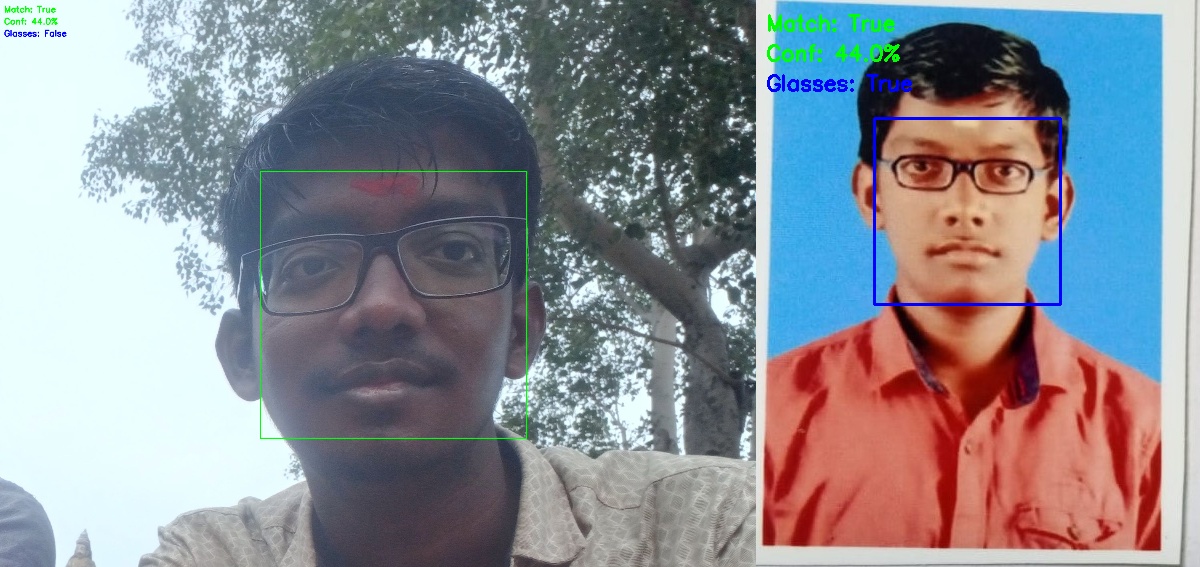 Match: True
Conf: 44.0%
Glasses: False
Match: True
Conf: 44.0%
Glasses: True